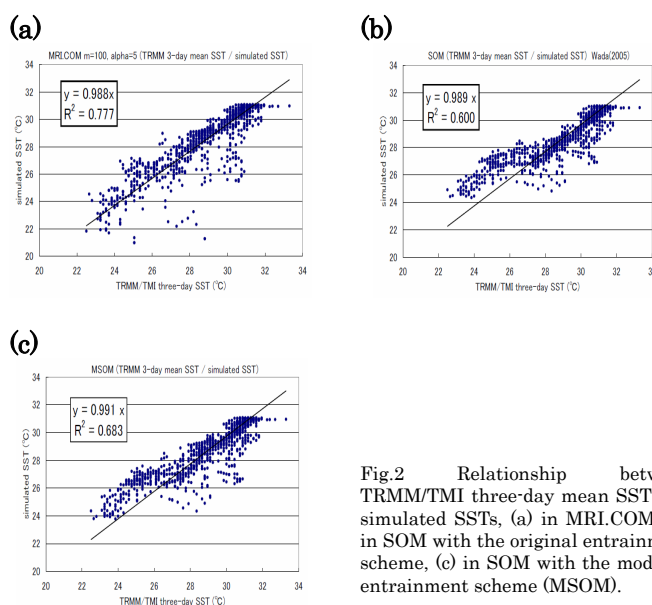 (a)
MRI.COM m=100, alpha=5 (TRMM 3-day mean SST / simulated SST)
34
32
30
28
26
24
22
20
simulated SST (℃)
y = 0.988x
R² = 0.777
20 22 24 26 28 30 32 34
TRMM/TMI three-day SST (℃)
(b)
SOM (TRMM 3-day mean SST / simulated SST) Wada(2005)
34
32
30
28
26
24
22
20
simulated SST (℃)
y = 0.989 x
R² = 0.600
20 22 24 26 28 30 32 34
TRMM/TMI three-day SST (℃)
(c)
MSOM (TRMM 3-day mean SST / simulated SST)
34
32
30
28
26
24
22
20
simulated SST (℃)
y = 0.991 x
R² = 0.683
20 22 24 26 28 30 32 34
TRMM/TMI three-day SST (℃)
Fig.2 Relationship betw
TRMM/TMI three-day mean SST
simulated SSTs, (a) in MRI.COM
in SOM with the original entrainn
scheme, (c) in SOM with the mod
entrainment scheme (MSOM).